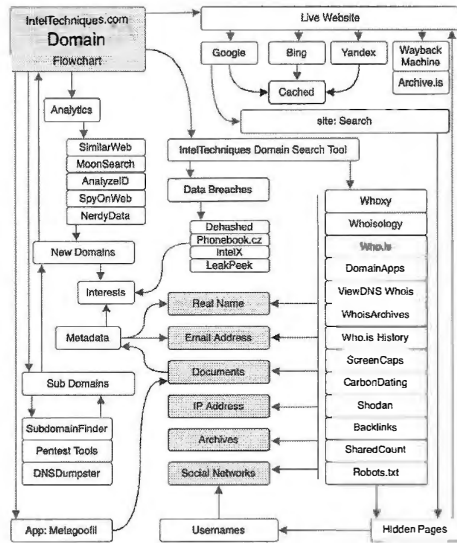 IntelTechniques.com
Domain
Flowchart
Live Website
Google
Bing
Yandex
Wayback
Machine
Archive.is
Cached
site: Search
Analytics
SimilarWeb
MoonSearch
AnalyzeID
SpyOnWeb
NerdyData
IntelTechniques Domain Search Tool
Data Breaches
Dehashed
Phonebook.cz
IntelX
LeakPeek
New Domains
Interests
Metadata
Sub Domains
SubdomainFinder
Pentest Tools
DNSDumpster
App: Metagoofil
Real Name
Email Address
Documents
IP Address
Archives
Social Networks
Usernames
Whoxy
Whoisology
Who.is
DomainApps
ViewDNS Whois
WhoisArchives
Who.is History
ScreenCaps
CarbonDating
Shodan
Backlinks
SharedCount
Robots.txt
Hidden Pages